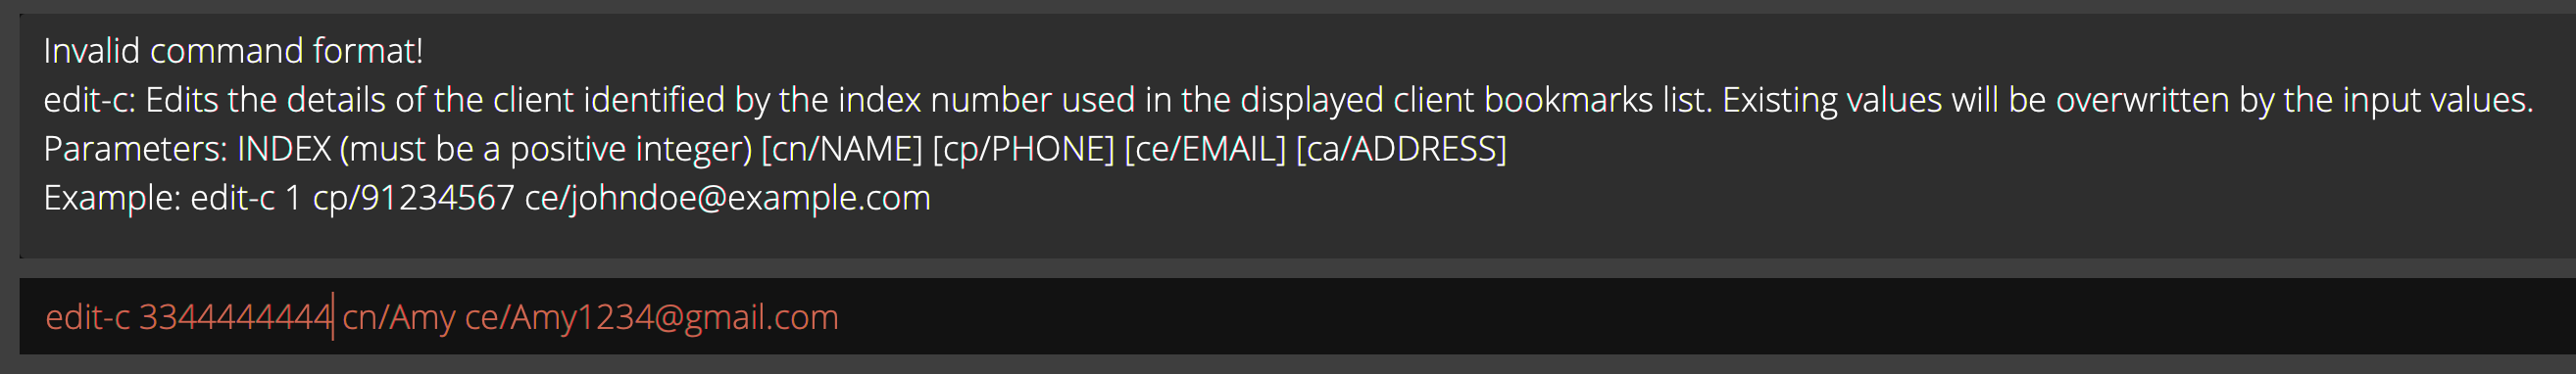 Invalid command format!
edit-c: Edits the details of the client identified by the index number used in the displayed client bookmarks list. Existing values will be overwritten by the input values.
Parameters: INDEX (must be a positive integer) [cn/NAME] [cp/PHONE] [ce/EMAIL] [ca/ADDRESS]
Example: edit-c 1 cp/91234567 ce/johndoe@example.com
edit-c 3344444444 cn/Amy ce/Amy1234@gmail.com